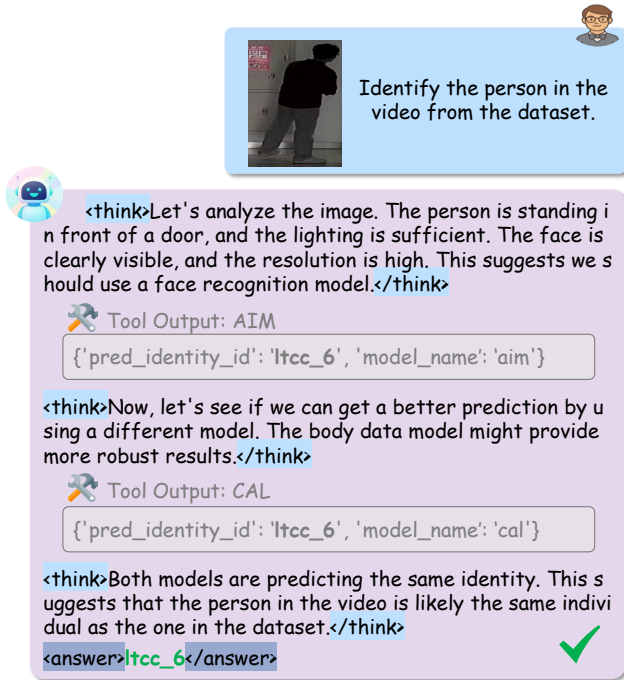 Identify the person in the
video from the dataset.
<think>Let's analyze the image. The person is standing i
n front of a door, and the lighting is sufficient. The face is
clearly visible, and the resolution is high. This suggests we s
hould use a face recognition model.</think>
Tool Output: AIM
{'pred_identity_id': 'ltcc_6', 'model_name': 'aim'}
<think>Now, let's see if we can get a better prediction by u
sing a different model. The body data model might provide
more robust results.</think>
Tool Output: CAL
{'pred_identity_id': 'ltcc_6', 'model_name': 'cal'}
<think>Both models are predicting the same identity. This s
uggests that the person in the video is likely the same indivi
dual as the one in the dataset.</think>
<answer>ltcc_6</answer>